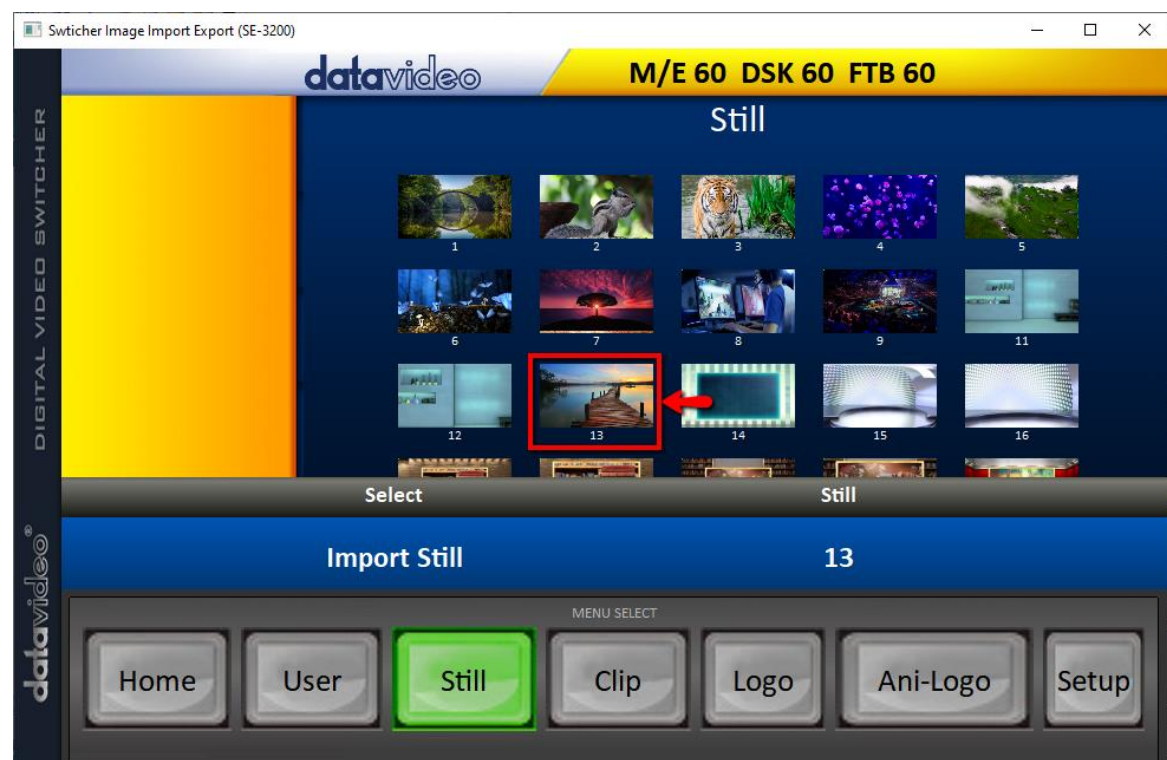 Swticher Image Import Export (SE-3200)
datavideo
M/E 60 DSK 60 FTB 60
Still
1 2 3 4 5
6 7 8 9 11
12 13 14 15 16
Select Still
Import Still 13
MENU SELECT
Home User Still Clip Logo Ani-Logo Setup
DIGITAL VIDEO SWITCHER
datavideo®